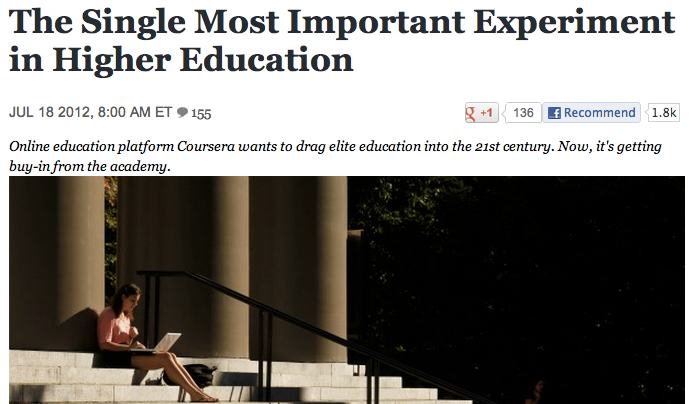 The Single Most Important Experiment
in Higher Education
JUL 18 2012, 8:00 AM ET 155
g +1 136 f Recommend 1.8k
Online education platform Coursera wants to drag elite education into the 21st century. Now, it's getting
buy-in from the academy.